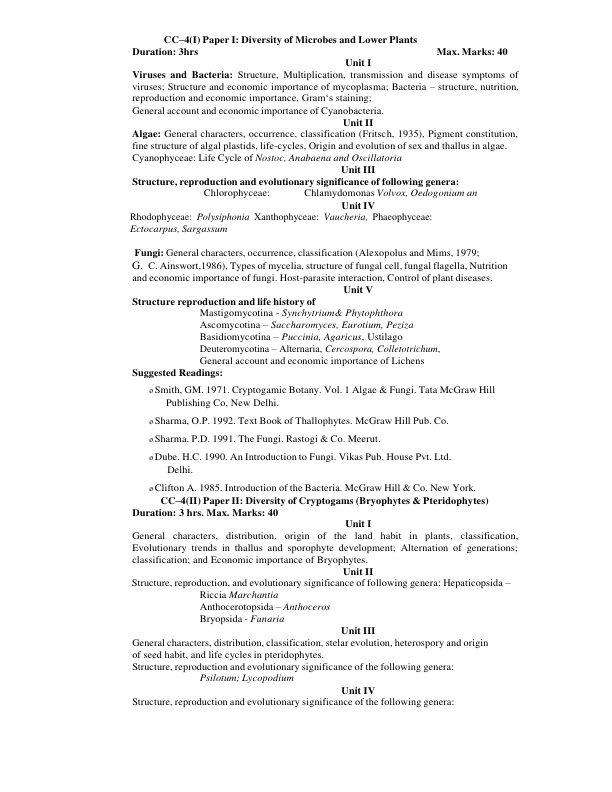 CC–4(I) Paper I: Diversity of Microbes and Lower Plants
Duration: 3hrs Max. Marks: 40
Unit I
Viruses and Bacteria: Structure, Multiplication, transmission and disease symptoms of
viruses; Structure and economic importance of mycoplasma; Bacteria – structure, nutrition,
reproduction and economic importance, Gram‘s staining;
General account and economic importance of Cyanobacteria.
Unit II
Algae: General characters, occurrence, classification (Fritsch, 1935), Pigment constitution,
fine structure of algal plastids, life-cycles, Origin and evolution of sex and thallus in algae.
Cyanophyceae: Life Cycle of Nostoc, Anabaena and Oscillatoria
Unit III
Structure, reproduction and evolutionary significance of following genera:
Chlorophyceae: Chlamydomonas Volvox, Oedogonium an
Unit IV
Rhodophyceae: Polysiphonia Xanthophyceae: Vaucheria, Phaeophyceae:
Ectocarpus, Sargassum
Fungi: General characters, occurrence, classification (Alexopolus and Mims, 1979;
G. C. Ainswort,1986), Types of mycelia, structure of fungal cell, fungal flagella, Nutrition
and economic importance of fungi. Host-parasite interaction, Control of plant diseases.
Unit V
Structure reproduction and life history of
Mastigomycotina - Synchytrium& Phytophthora
Ascomycotina – Saccharomyces, Eurotium, Peziza
Basidiomycotina – Puccinia, Agaricus, Ustilago
Deuteromycotina – Alternaria, Cercospora, Colletotrichum,
General account and economic importance of Lichens
Suggested Readings:
ø Smith, GM. 1971. Cryptogamic Botany. Vol. 1 Algae & Fungi. Tata McGraw Hill
Publishing Co, New Delhi.
ø Sharma, O.P. 1992. Text Book of Thallophytes. McGraw Hill Pub. Co.
ø Sharma. P.D. 1991. The Fungi. Rastogi & Co. Meerut.
ø Dube. H.C. 1990. An Introduction to Fungi. Vikas Pub. House Pvt. Ltd.
Delhi.
ø Clifton A. 1985. Introduction of the Bacteria. McGraw Hill & Co. New York.
CC–4(II) Paper II: Diversity of Cryptogams (Bryophytes & Pteridophytes)
Duration: 3 hrs. Max. Marks: 40
Unit I
General characters, distribution, origin of the land habit in plants, classification,
Evolutionary trends in thallus and sporophyte development; Alternation of generations;
classification; and Economic importance of Bryophytes.
Unit II
Structure, reproduction, and evolutionary significance of following genera: Hepaticopsida –
Riccia Marchantia
Anthocerotopsida – Anthoceros
Bryopsida - Funaria
Unit III
General characters, distribution, classification, stelar evolution, heterospory and origin
of seed habit, and life cycles in pteridophytes.
Structure, reproduction and evolutionary significance of the following genera:
Psilotum; Lycopodium
Unit IV
Structure, reproduction and evolutionary significance of the following genera: